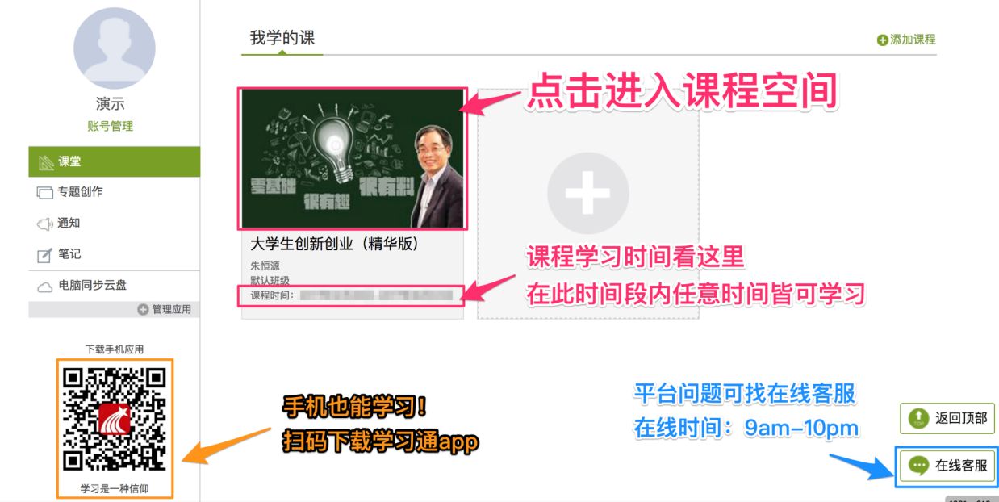 演示
账号管理
课堂
专题创作
通知
笔记
电脑同步云盘
管理应用
下载手机应用
学习是一种信仰
我学的课
添加课程
点击进入课程空间
零基础
很有趣
很有料
大学生创新创业（精华版）
朱恒源
默认班级
课程时间：
课程学习时间看这里
在此时间段内任意时间皆可学习
手机也能学习！
扫码下载学习通app
平台问题可找在线客服
在线时间：9am-10pm
TOP
返回顶部
在线客服